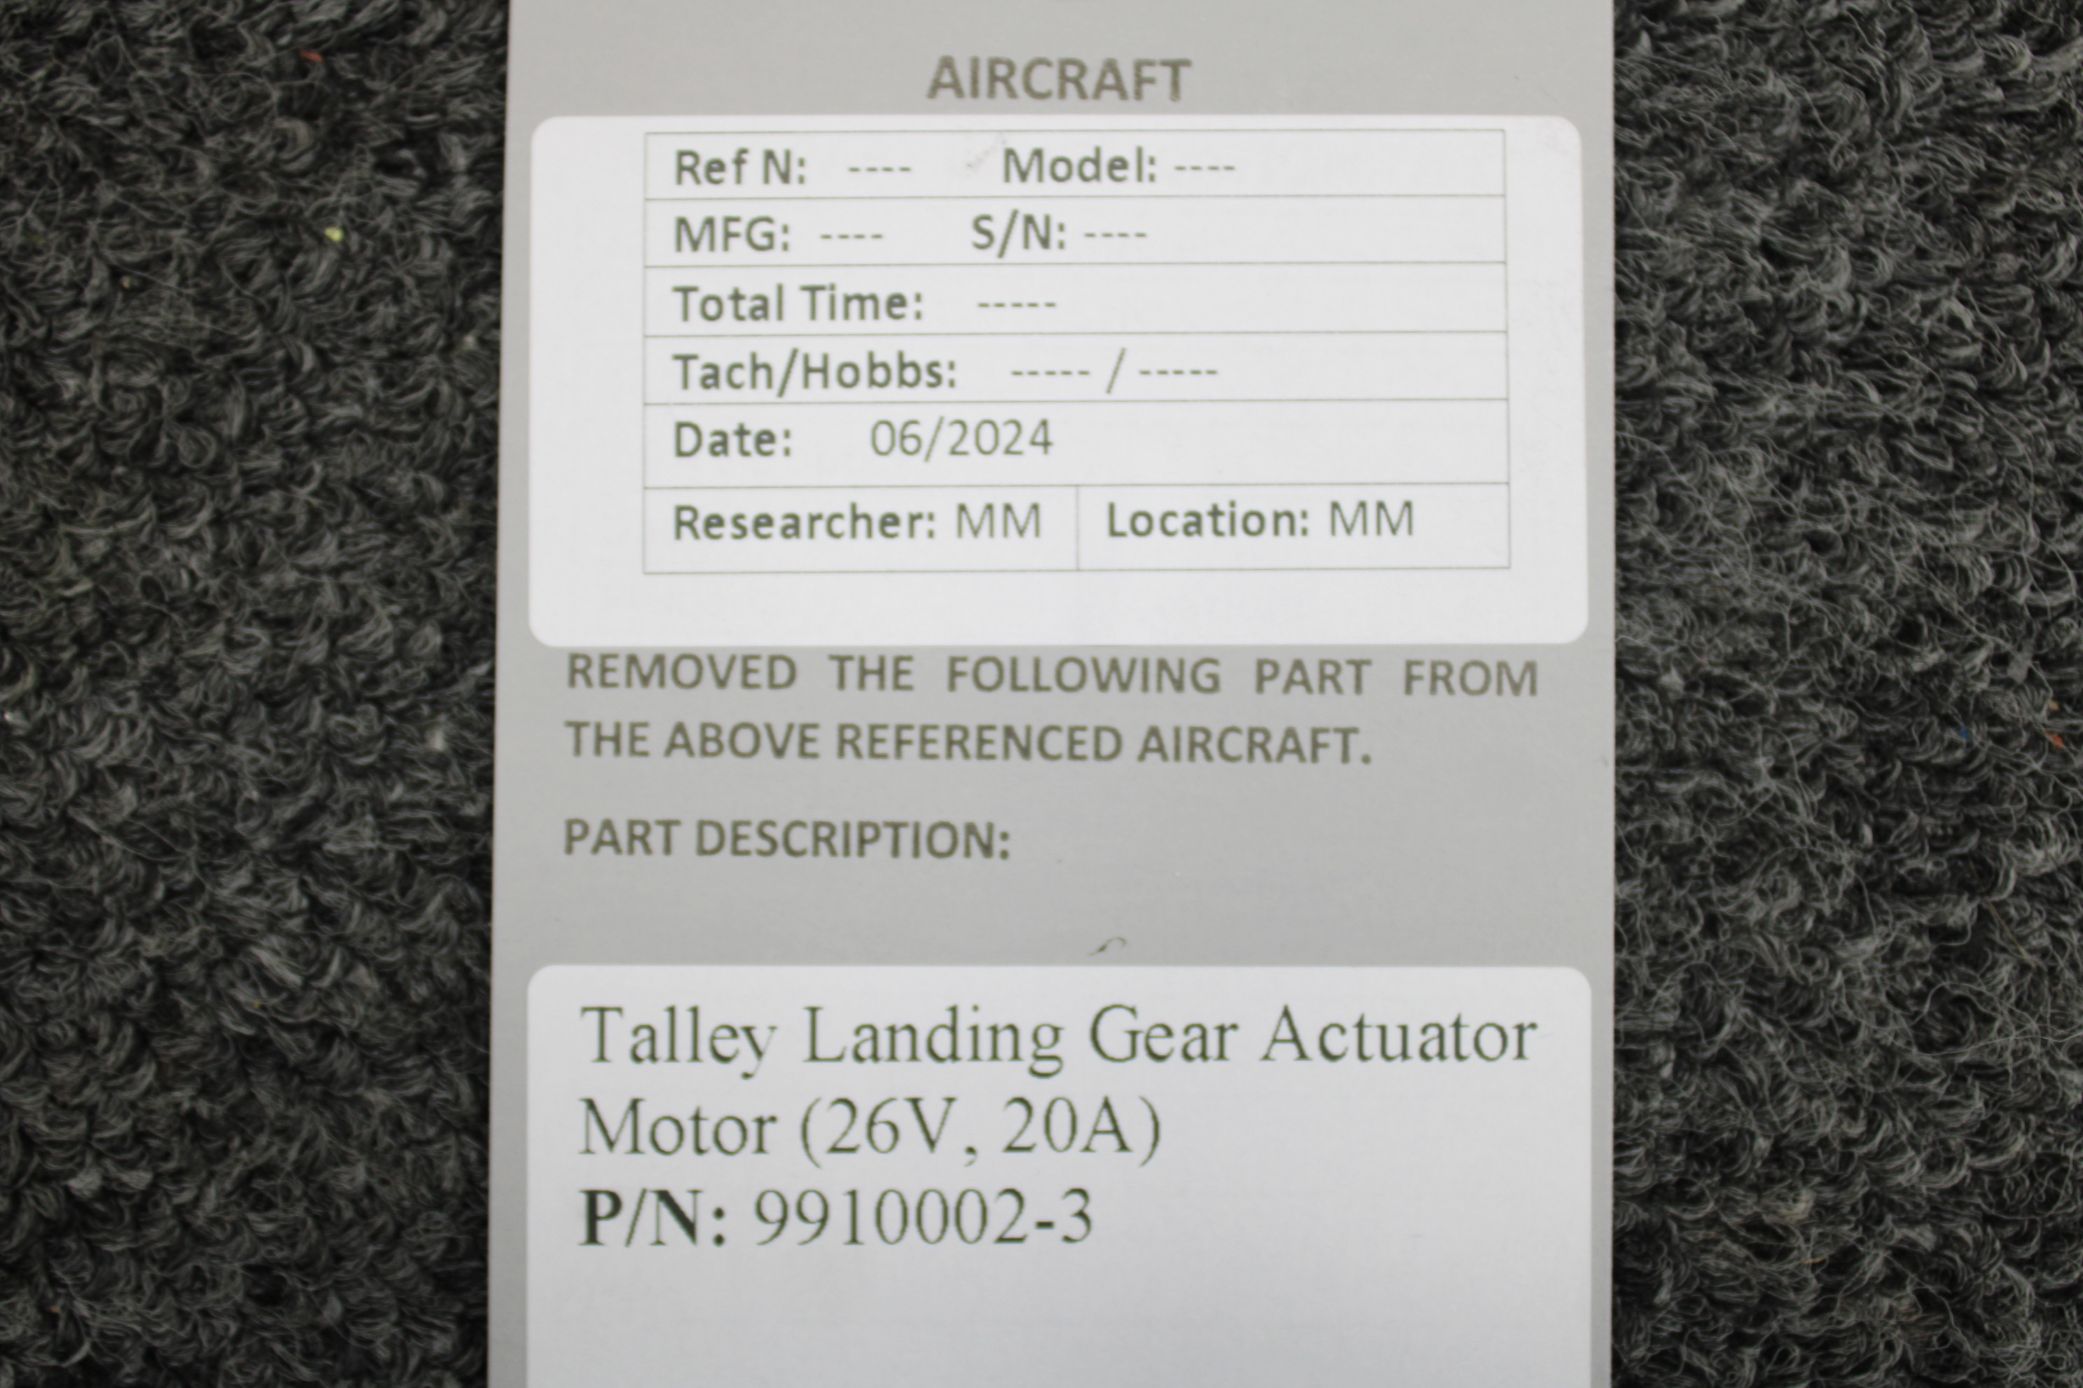 AIRCRAFT
Ref N: ---- Model: ----
MFG: ---- S/N: ----
Total Time: -----
Tach/Hobbs: ----- / -----
Date: 06/2024
Researcher: MM Location: MM
REMOVED THE FOLLOWING PART FROM
THE ABOVE REFERENCED AIRCRAFT.
PART DESCRIPTION:
Talley Landing Gear Actuator
Motor (26V, 20A)
P/N: 9910002-3